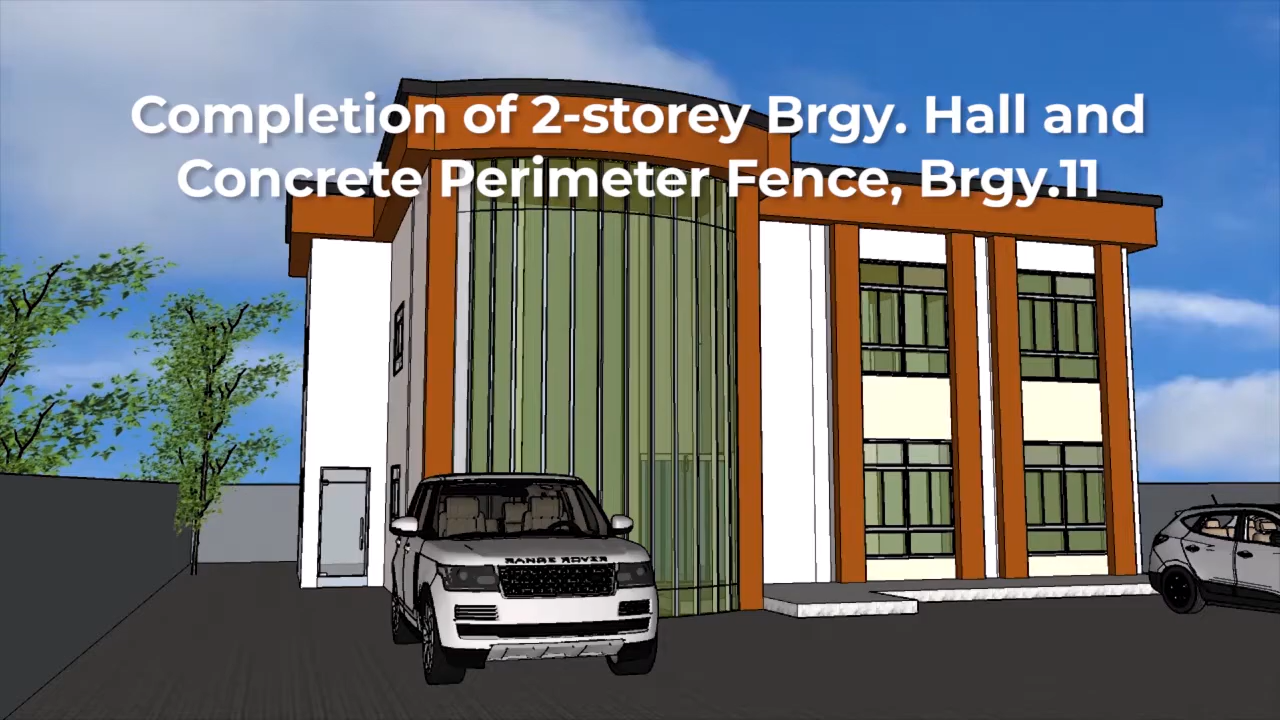 Completion of 2-storey Brgy. Hall and
Concrete Perimeter Fence, Brgy.11
RANGE ROVER